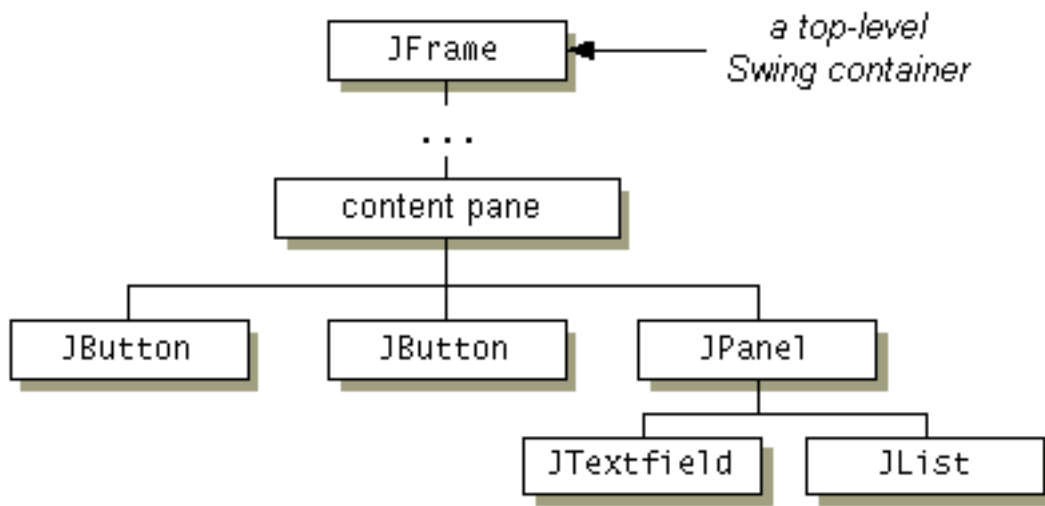 JFrame
a top-level
Swing container
...
content pane
JButton
JButton
JPanel
JTextfield
JList